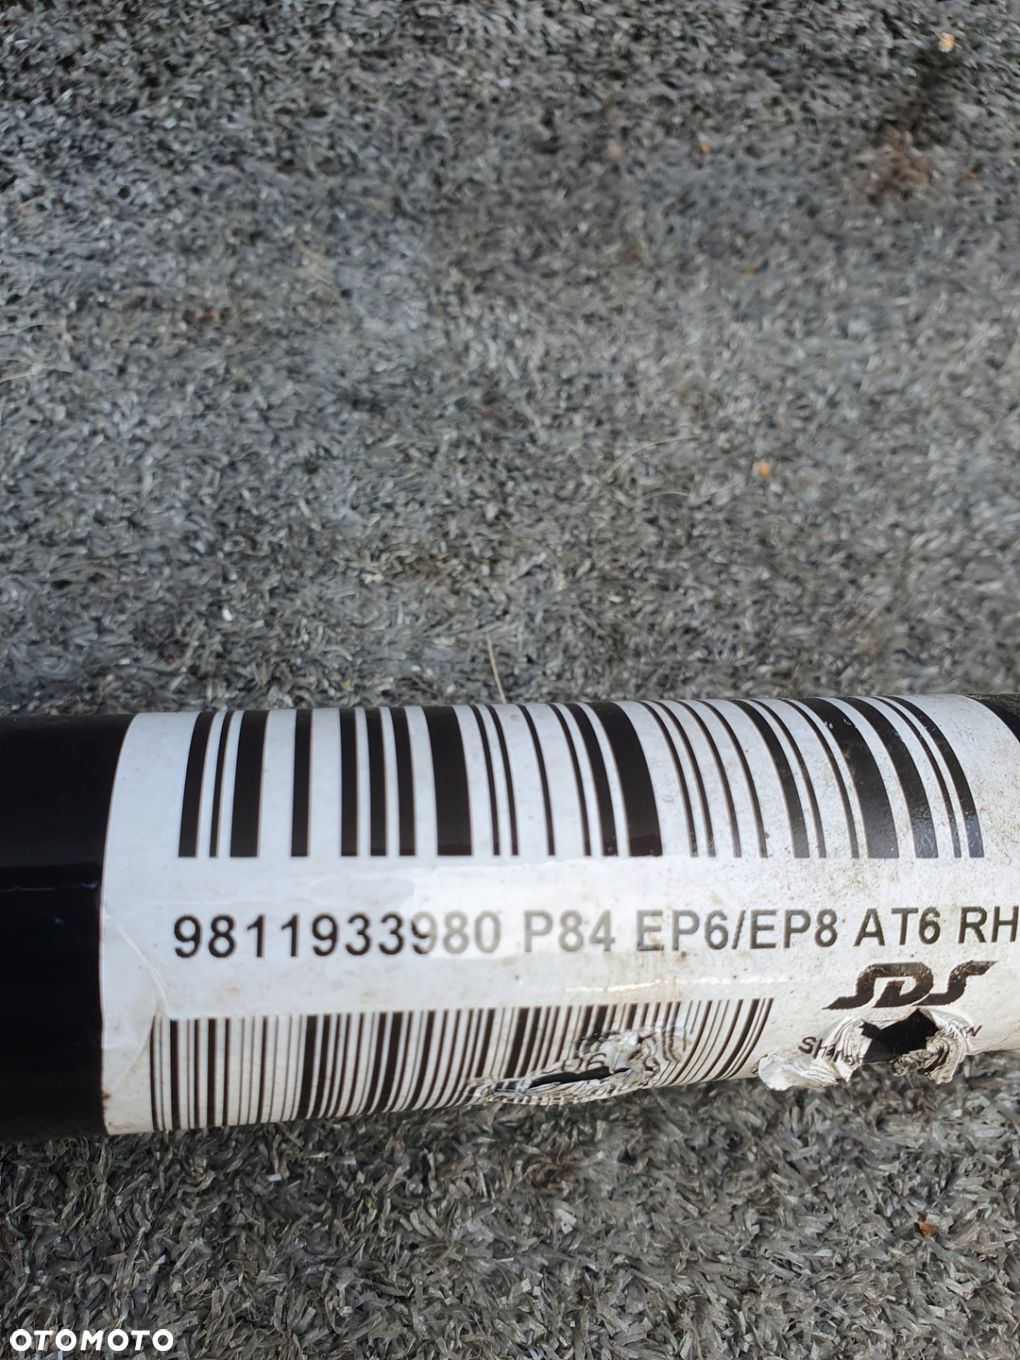 9811933980 P84 EP6/EP8 AT6 RH
SDS
OTOMOTO